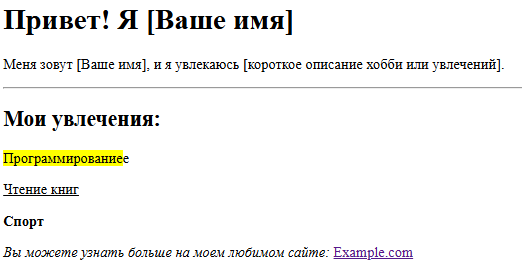 Привет! Я [Ваше имя]
Меня зовут [Ваше имя], и я увлекаюсь [короткое описание хобби или увлечений].
Мои увлечения:
Программированиее
Чтение книг
Спорт
Вы можете узнать больше на моем любимом сайте: Example.com